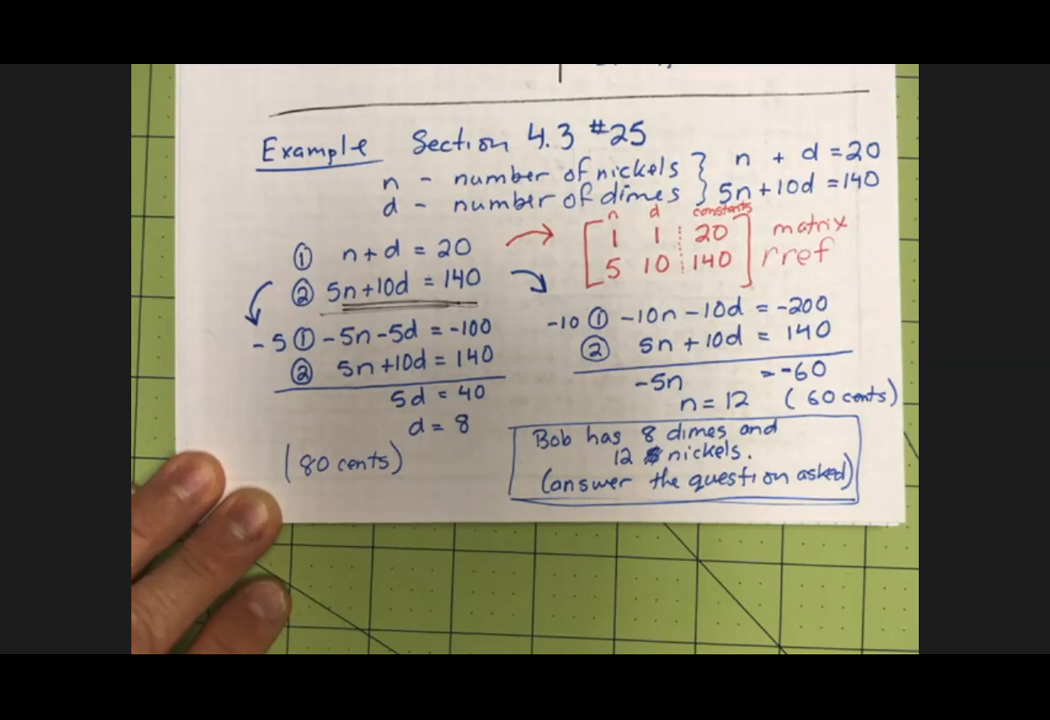 Example Section 4.3 #25
n - number of nickels } n + d = 20
d - number of dimes } 5n + 10d = 140
① n + d = 20
② 5n + 10d = 140
n d constants
[ 1 1 ⋮ 20 ] matrix
[ 5 10 ⋮ 140 ] rref
-5 ① -5n - 5d = -100
② 5n + 10d = 140
5d = 40
d = 8
(80 cents)
-10 ① -10n - 10d = -200
② 5n + 10d = 140
-5n = -60
n = 12 (60 cents)
Bob has 8 dimes and
12 nickels.
(answer the question asked)